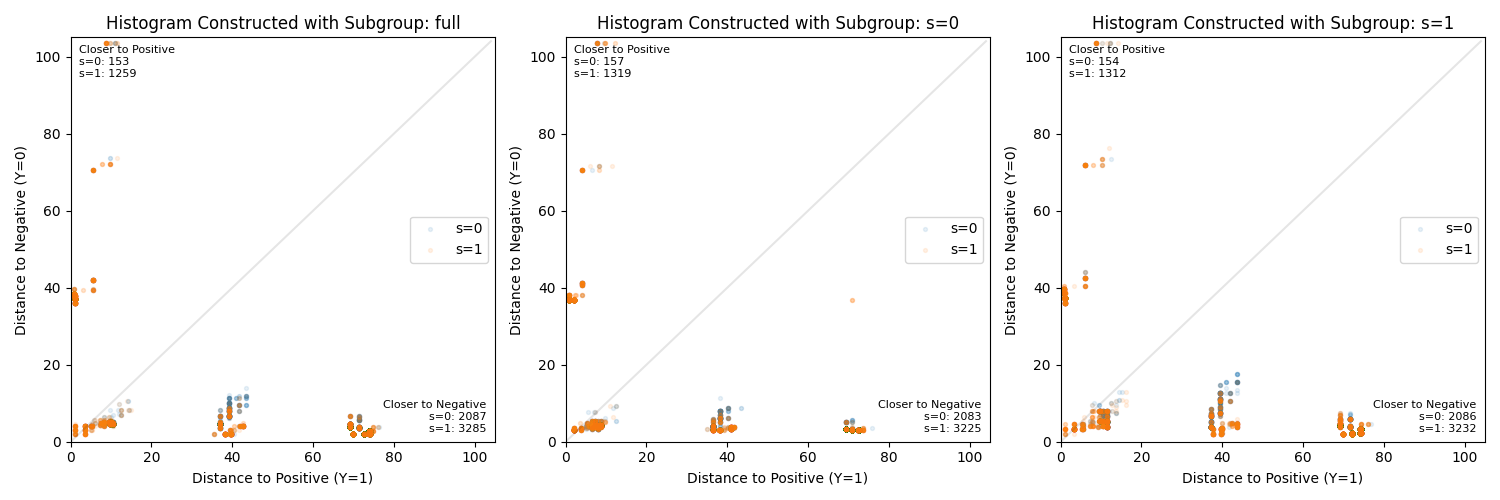 Histogram Constructed with Subgroup: full
Closer to Positive
s=0: 153
s=1: 1259
s=0
s=1
Closer to Negative
s=0: 2087
s=1: 3285
Distance to Negative (Y=0)
100
80
60
40
20
0
0 20 40 60 80 100
Distance to Positive (Y=1)
Histogram Constructed with Subgroup: s=0
Closer to Positive
s=0: 157
s=1: 1319
s=0
s=1
Closer to Negative
s=0: 2083
s=1: 3225
Distance to Negative (Y=0)
100
80
60
40
20
0
0 20 40 60 80 100
Distance to Positive (Y=1)
Histogram Constructed with Subgroup: s=1
Closer to Positive
s=0: 154
s=1: 1312
s=0
s=1
Closer to Negative
s=0: 2086
s=1: 3232
Distance to Negative (Y=0)
100
80
60
40
20
0
0 20 40 60 80 100
Distance to Positive (Y=1)